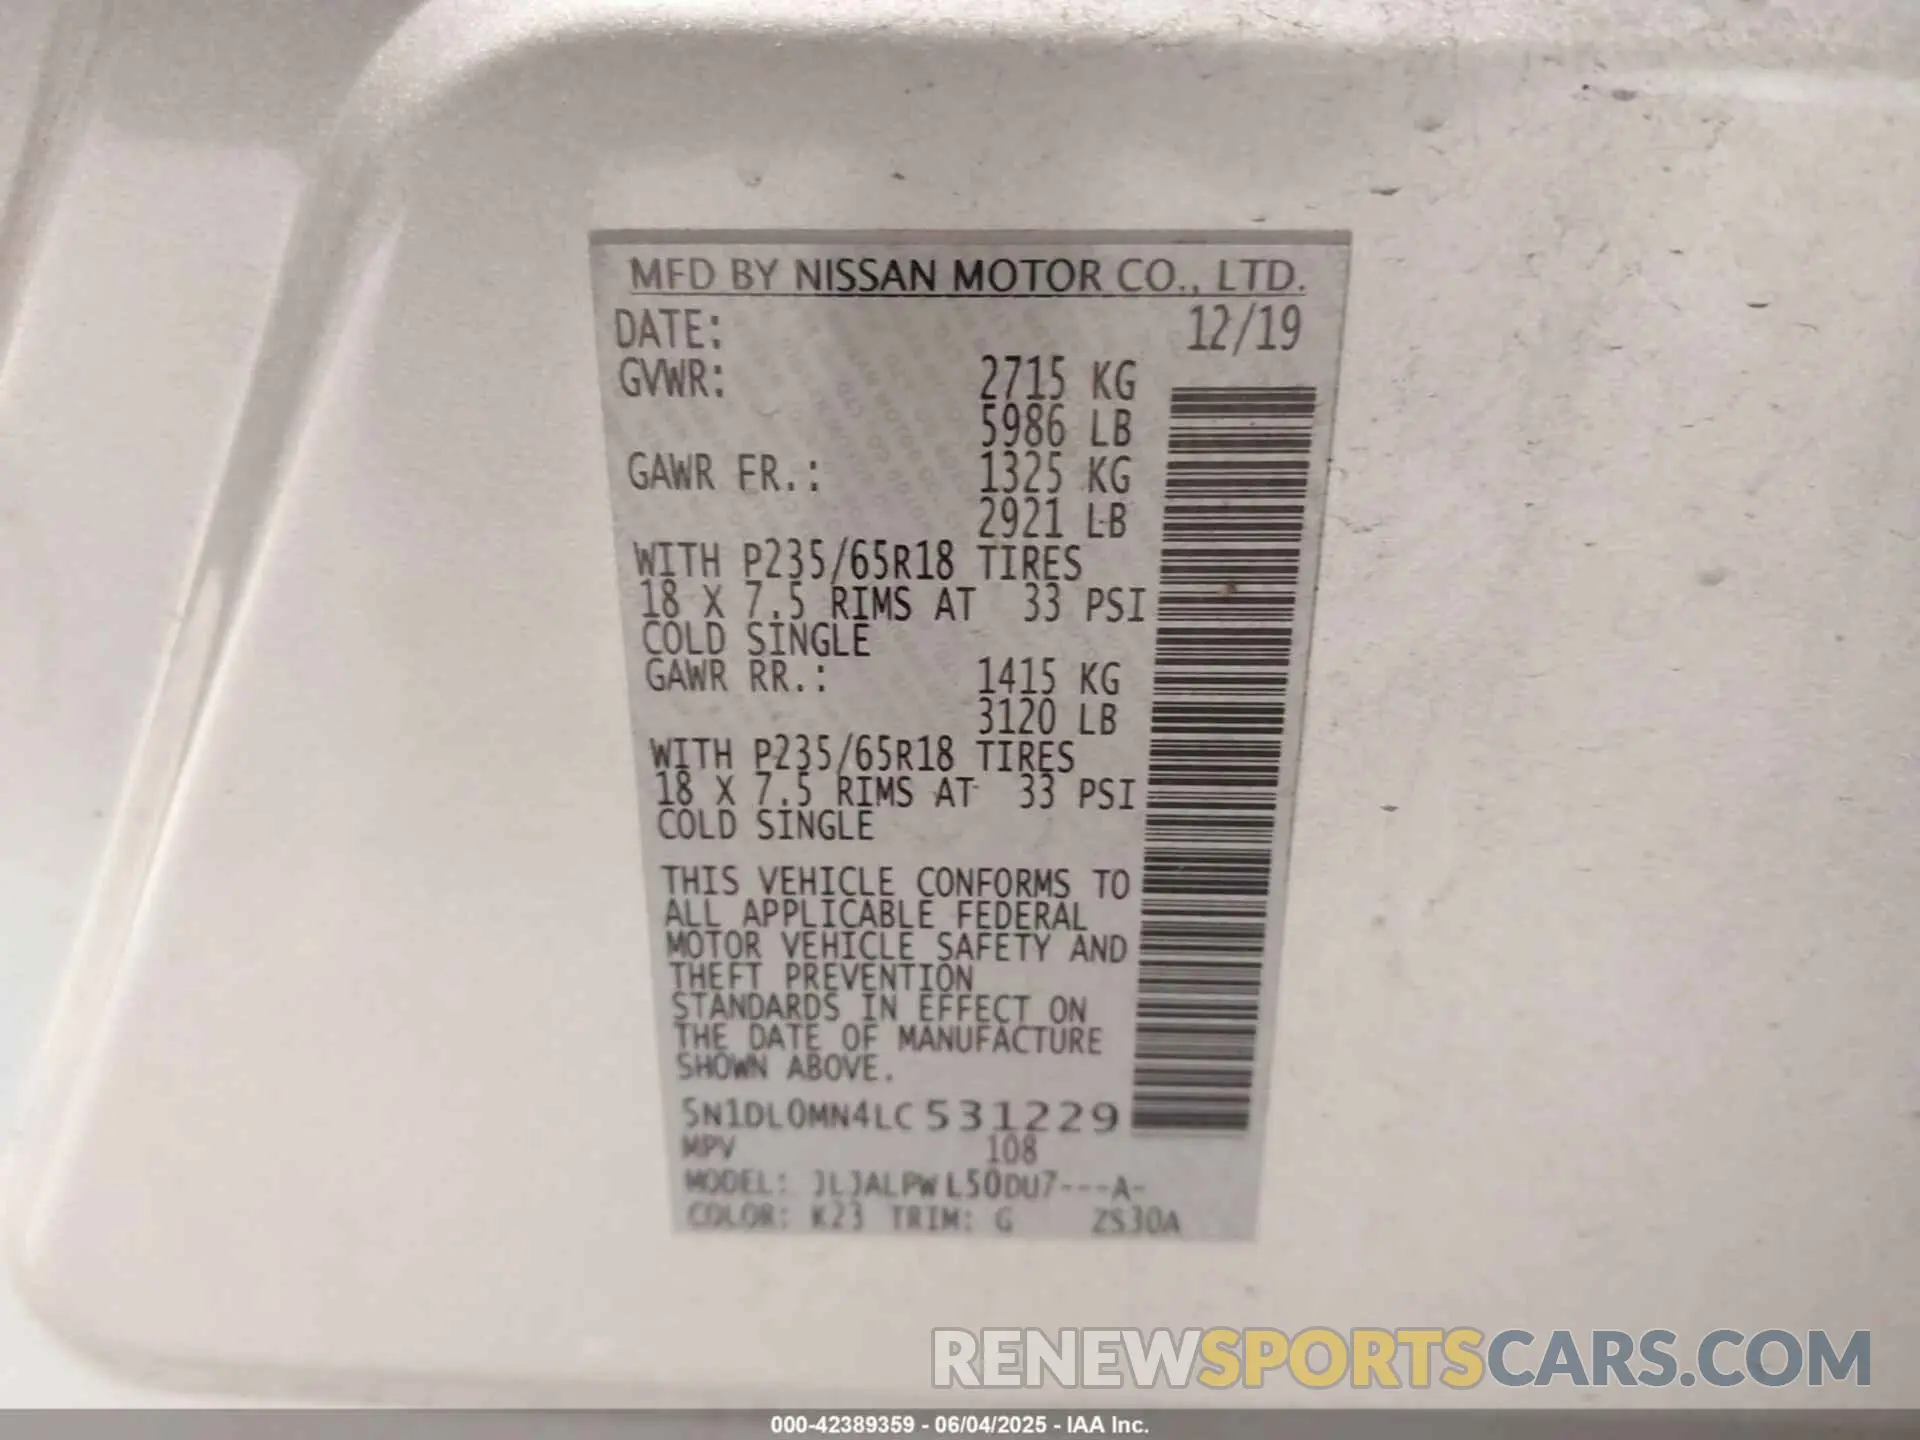 MFD BY NISSAN MOTOR CO., LTD.
DATE: 12/19
GVWR: 2715 KG
5986 LB
GAWR FR.: 1325 KG
2921 LB
WITH P235/65R18 TIRES
18 X 7.5 RIMS AT 33 PSI
COLD SINGLE
GAWR RR.: 1415 KG
3120 LB
WITH P235/65R18 TIRES
18 X 7.5 RIMS AT 33 PSI
COLD SINGLE
THIS VEHICLE CONFORMS TO
ALL APPLICABLE FEDERAL
MOTOR VEHICLE SAFETY AND
THEFT PREVENTION
STANDARDS IN EFFECT ON
THE DATE OF MANUFACTURE
SHOWN ABOVE.
5N1DL0MN4LC531229
MPV 108
MODEL: JLJALPW L50DU7---A-
COLOR: K23 TRIM: G ZS30A
RENEWSPORTSCARS.COM
000-42389359 - 06/04/2025 - IAA Inc.